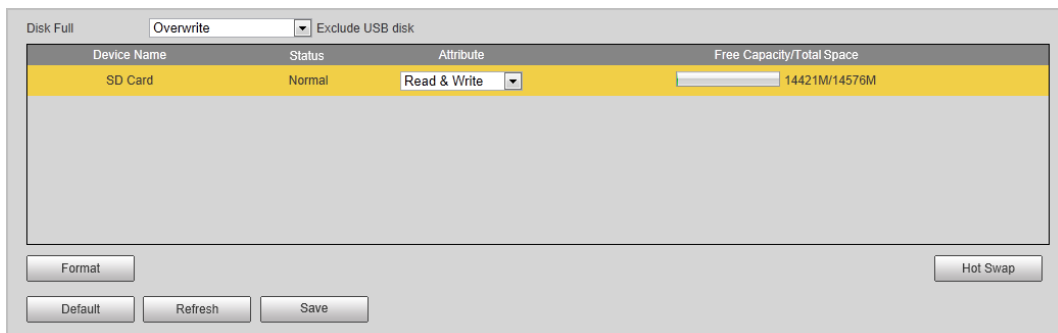 Disk Full Overwrite Exclude USB disk
Device Name Status Attribute Free Capacity/Total Space
SD Card Normal Read & Write 14421M/14576M
Format Hot Swap
Default Refresh Save